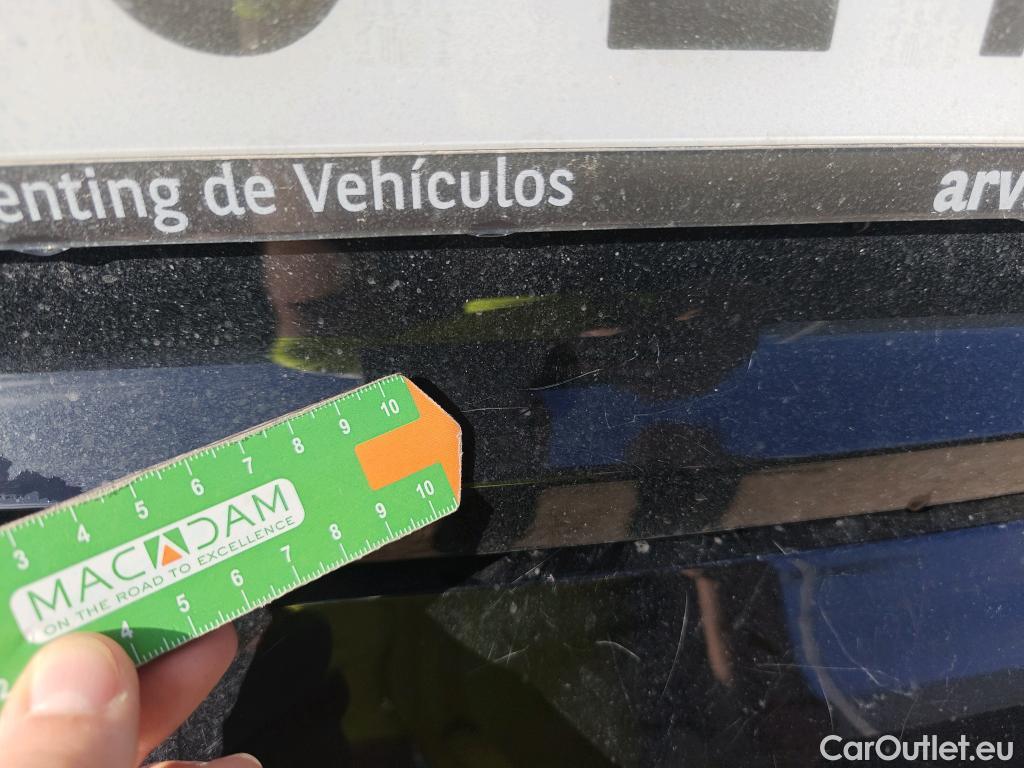 enting de Vehículos
arv
3 4 5 6 7 8 9 10
MACADAM
ON THE ROAD TO EXCELLENCE
2 4 5 6 7 8 9 10
CarOutlet.eu